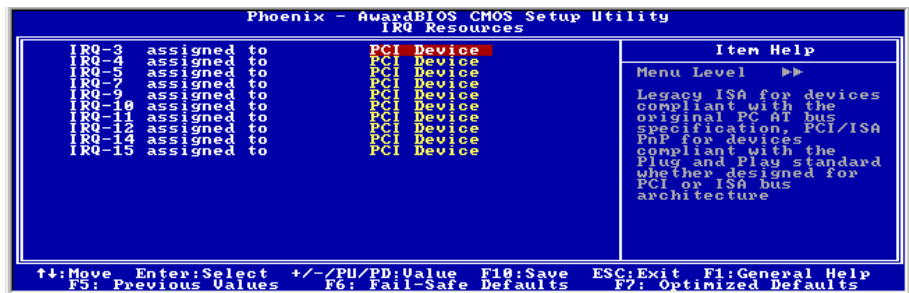 Phoenix - AwardBIOS CMOS Setup Utility
IRQ Resources
IRQ-3 assigned to PCI Device
IRQ-4 assigned to PCI Device
IRQ-5 assigned to PCI Device
IRQ-7 assigned to PCI Device
IRQ-9 assigned to PCI Device
IRQ-10 assigned to PCI Device
IRQ-11 assigned to PCI Device
IRQ-12 assigned to PCI Device
IRQ-14 assigned to PCI Device
IRQ-15 assigned to PCI Device
Item Help
Menu Level ►►
Legacy ISA for devices
compliant with the
original PC AT bus
specification, PCI/ISA
PnP for devices
compliant with the
Plug and Play standard
whether designed for
PCI or ISA bus
architecture
↑↓:Move Enter:Select +/-/PU/PD:Value F10:Save ESC:Exit F1:General Help
F5: Previous Values F6: Fail-Safe Defaults F7: Optimized Defaults